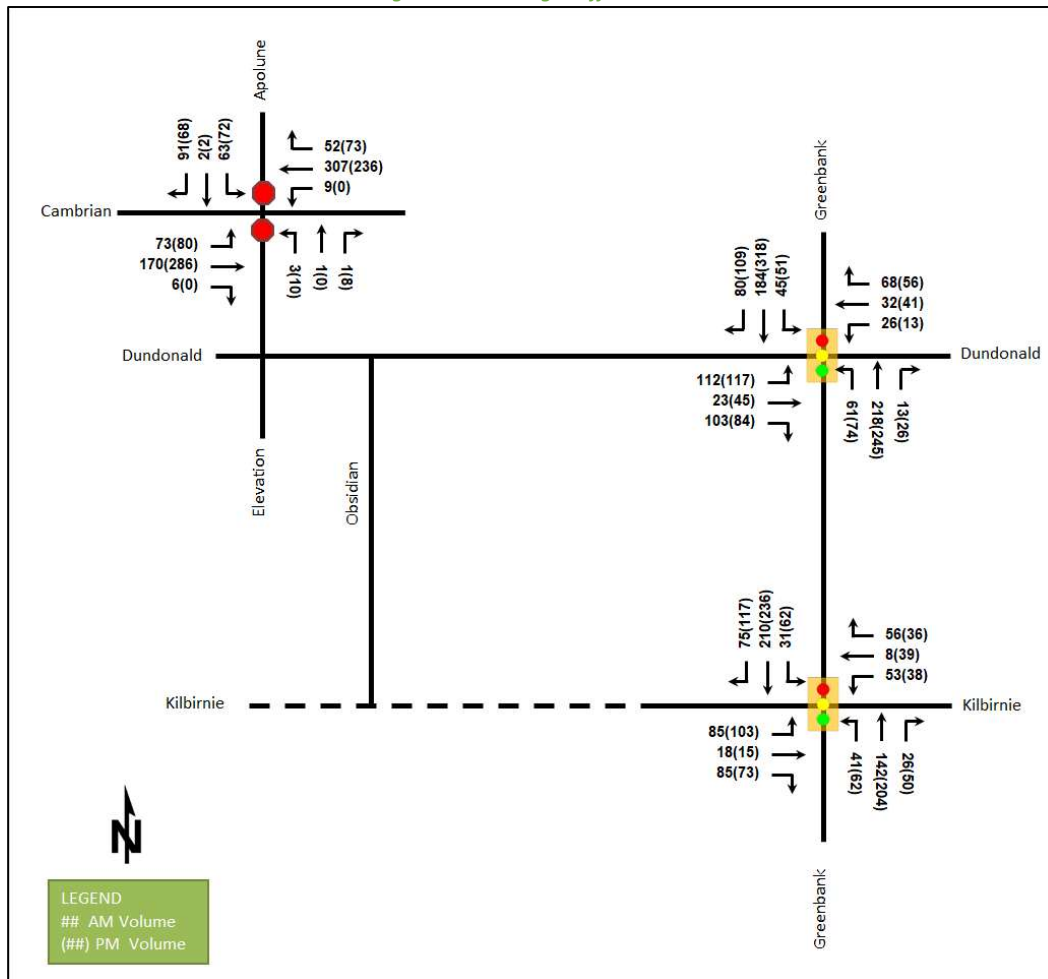 Apolune
91(68)
2(2)
63(72)
52(73)
307(236)
9(0)
Cambrian
73(80)
170(286)
6(0)
3(10)
1(0)
1(8)
Greenbank
80(109)
184(318)
45(51)
68(56)
32(41)
26(13)
Dundonald
Dundonald
112(117)
23(45)
103(84)
61(74)
218(245)
13(26)
Elevation
Obsidian
75(117)
210(236)
31(62)
56(36)
8(39)
53(38)
Kilbirnie
Kilbirnie
85(103)
18(15)
85(73)
41(62)
142(204)
26(50)
N
Greenbank
LEGEND
## AM Volume
(##) PM Volume